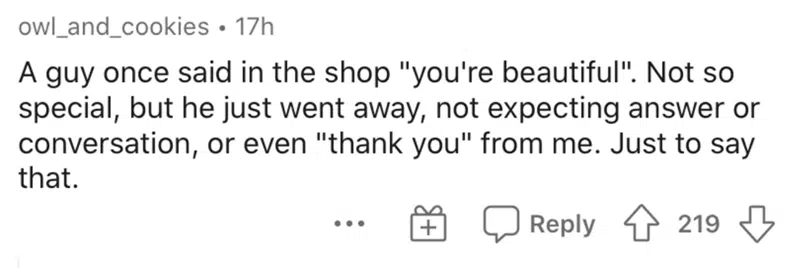 owl_and_cookies • 17h
A guy once said in the shop "you're beautiful". Not so
special, but he just went away, not expecting answer or
conversation, or even "thank you" from me. Just to say
that.
Reply 219